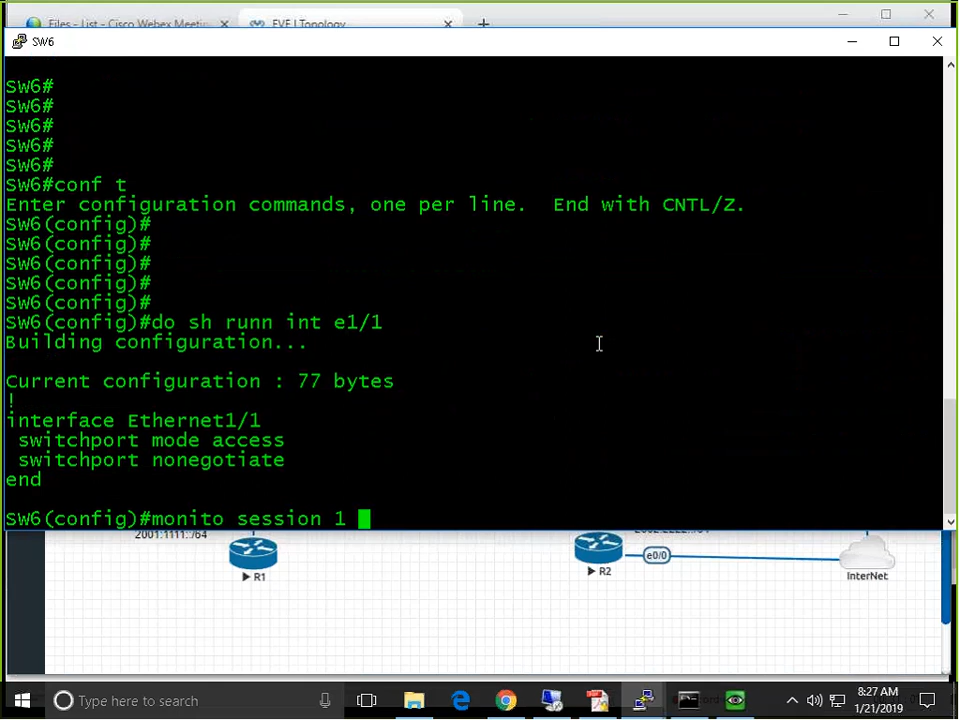 Files - List - Cisco Webex Meetin
EVE | Topology
SW6
SW6#
SW6#
SW6#
SW6#
SW6#
SW6#conf t
Enter configuration commands, one per line.  End with CNTL/Z.
SW6(config)#
SW6(config)#
SW6(config)#
SW6(config)#
SW6(config)#
SW6(config)#do sh runn int e1/1
Building configuration...
Current configuration : 77 bytes
!
interface Ethernet1/1
 switchport mode access
 switchport nonegotiate
end
SW6(config)#monito session 1
2001:1111::/64
R1
e0/0
R2
InterNet
Type here to search
8:27 AM
1/21/2019